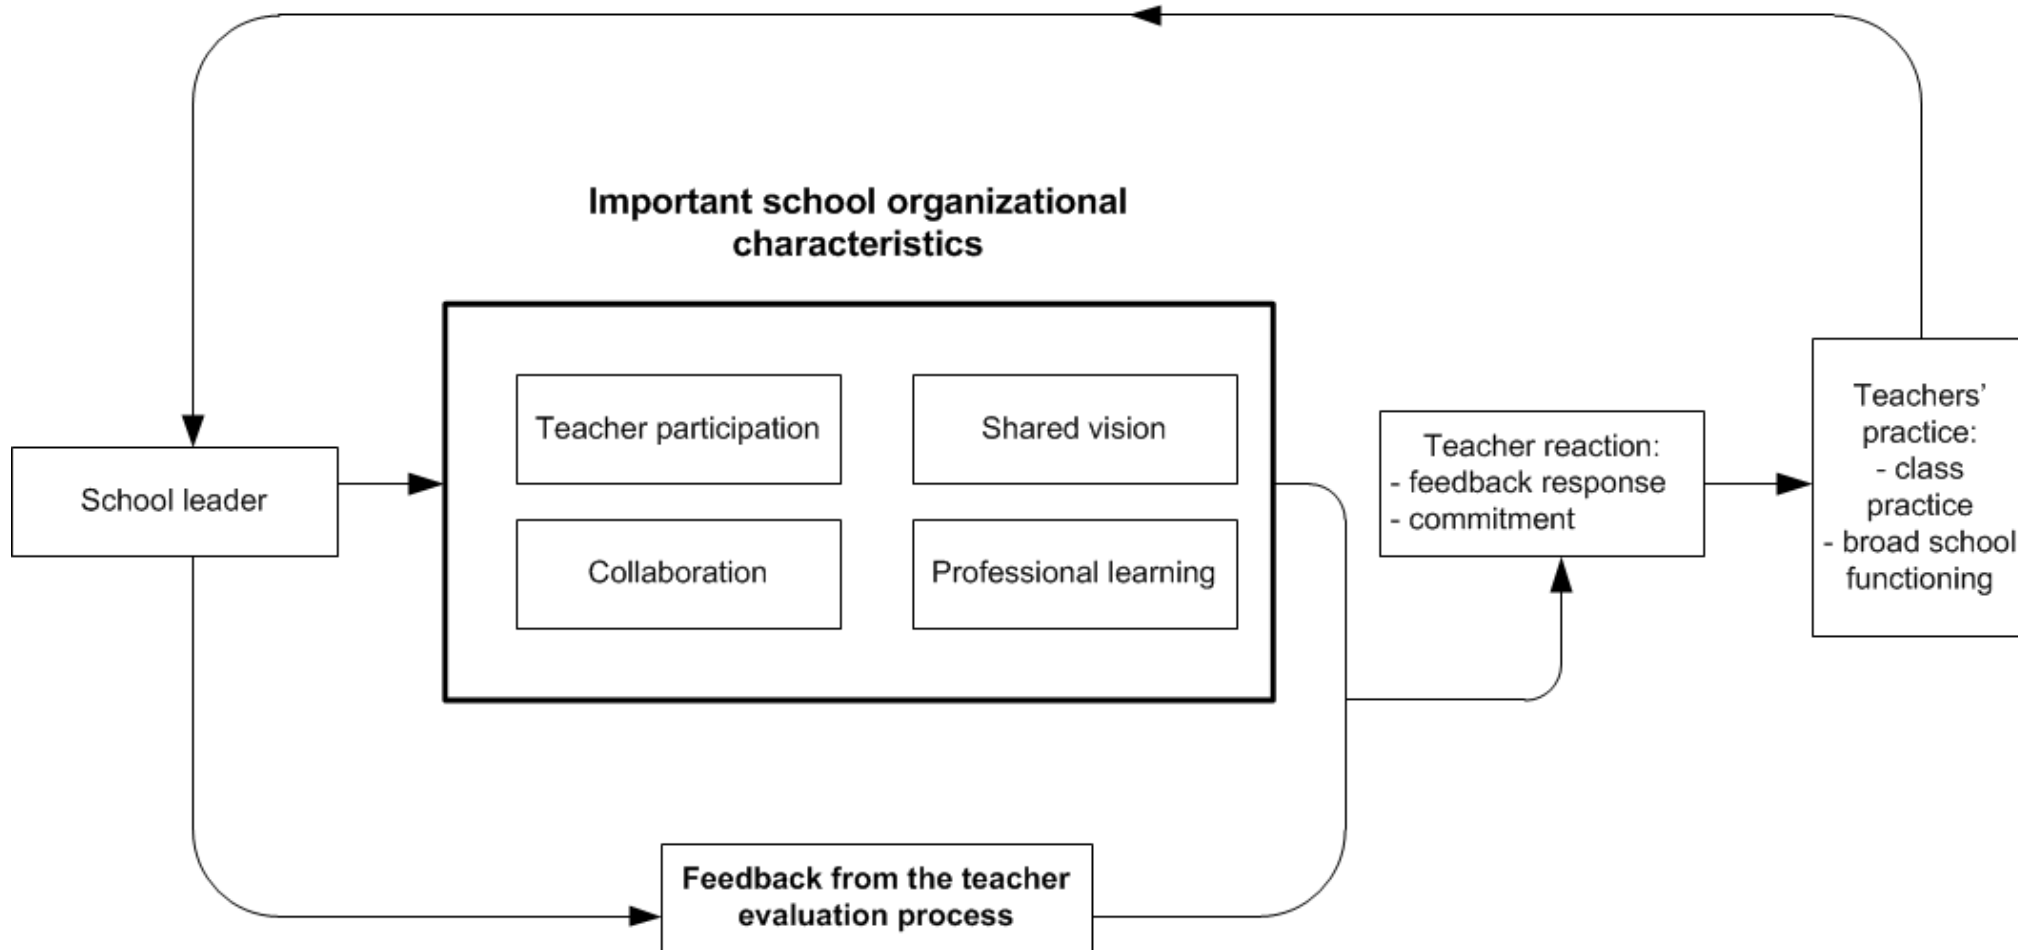 Important school organizational
characteristics
Teacher participation
Shared vision
School leader
Collaboration
Professional learning
Teacher reaction:
- feedback response
- commitment
Teachers’
practice:
- class
practice
- broad school
functioning
Feedback from the teacher
evaluation process